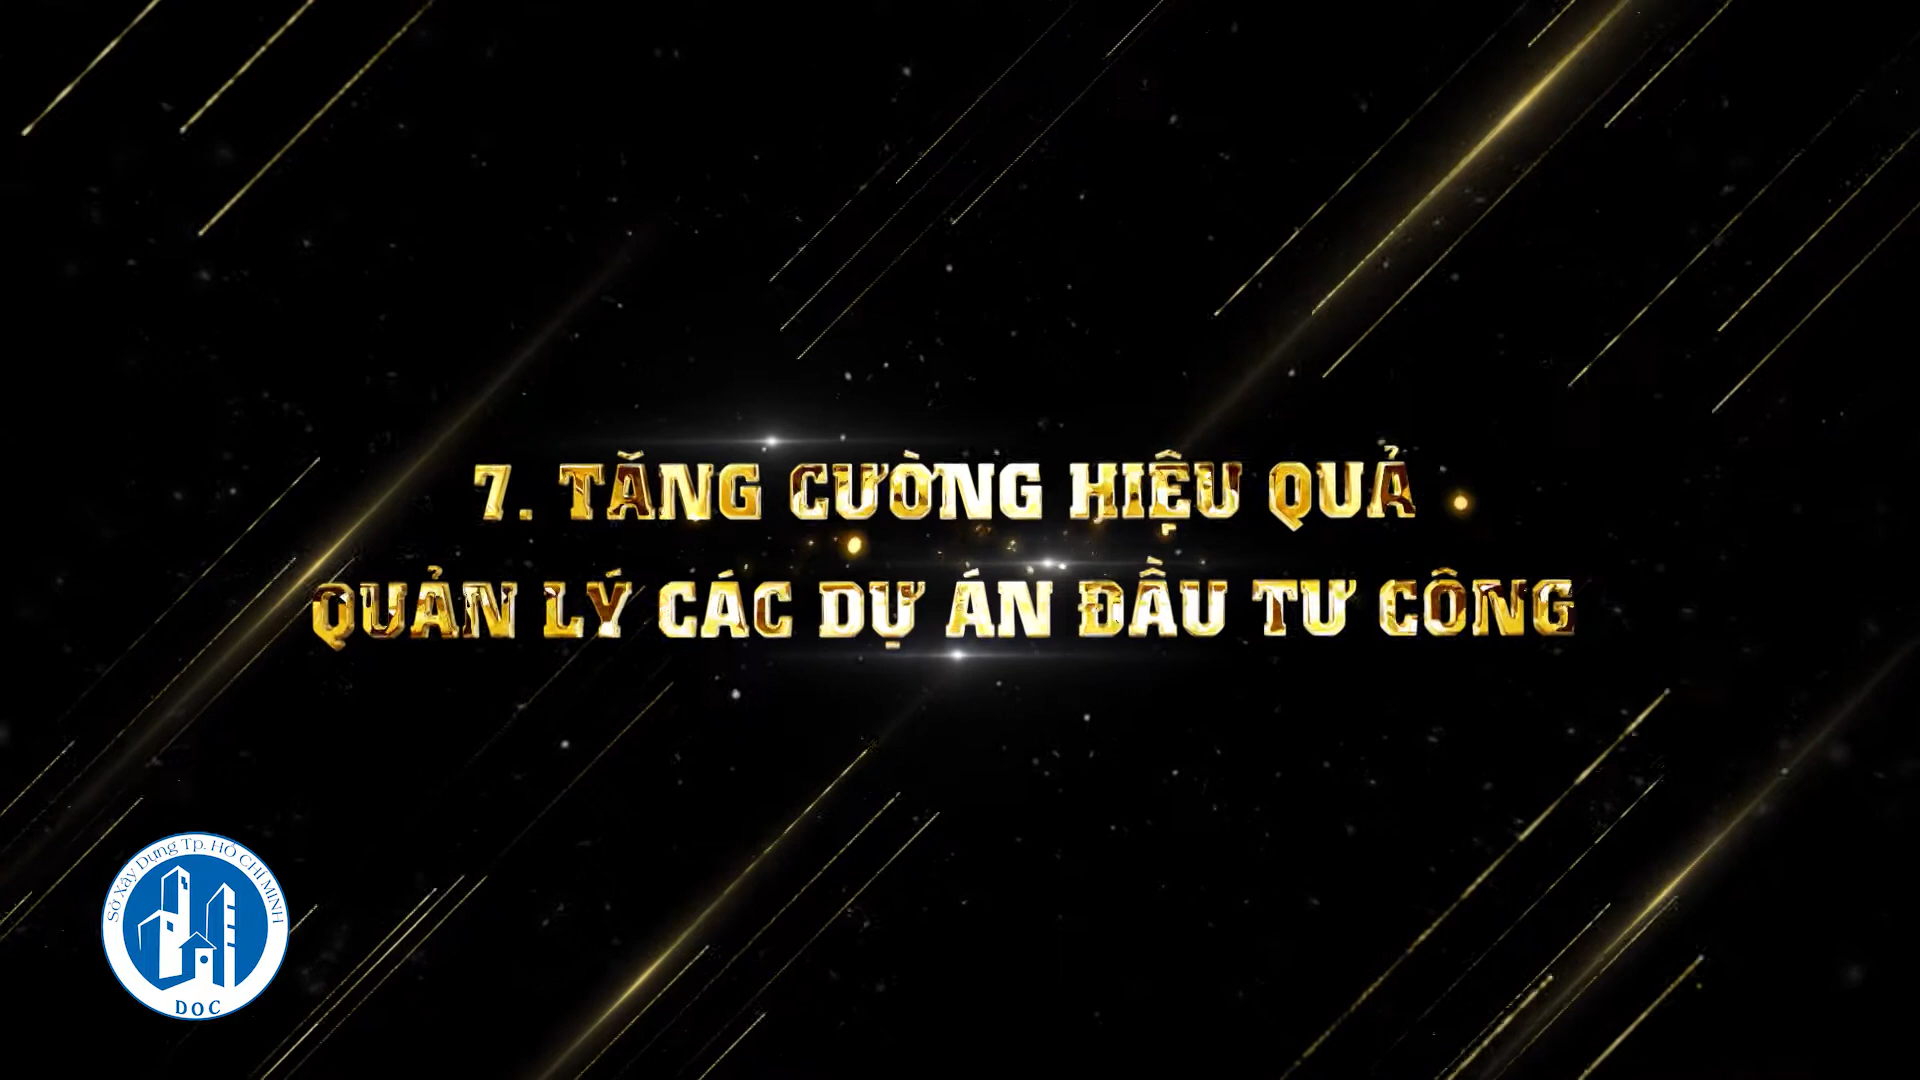 7. TĂNG CƯỜNG HIỆU QUẢ
QUẢN LÝ CÁC DỰ ÁN ĐẦU TƯ CÔNG
Sở Xây Dựng Tp. HỒ CHÍ MINH
DOC